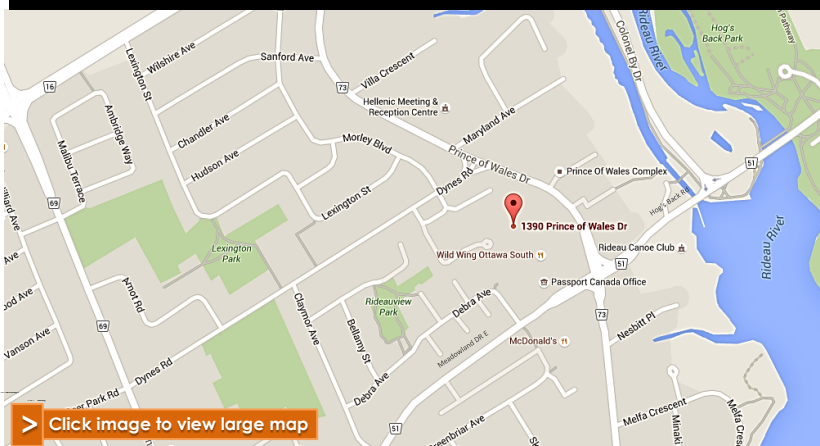 Hog's
Back Park
Pathway
Rideau River
Colonel By Dr
Wilshire Ave
Lexington St
Sanford Ave
Villa Crescent
73
16
Hellenic Meeting &
Reception Centre
Ambridge Way
Chandler Ave
Maryland Ave
Malibu Terrace
Morley Blvd
Hudson Ave
Prince of Wales Dr
51
Prince Of Wales Complex
Dynes Rd
Lexington St
Hog's Back Rd
69
1390 Prince of Wales Dr
Lexington
Park
Rideau Canoe Club
Rideau River
Wild Wing Ottawa South
51
Passport Canada Office
Arnot Rd
Rideauview
Park
Debra Ave
Claymor Ave
73
69
Bellamy St
Nesbitt Pl
Vanson Ave
Meadowland DR E
McDonald's
Dynes Rd
Debra Ave
Melfa Crescent
51
> Click image to view large map